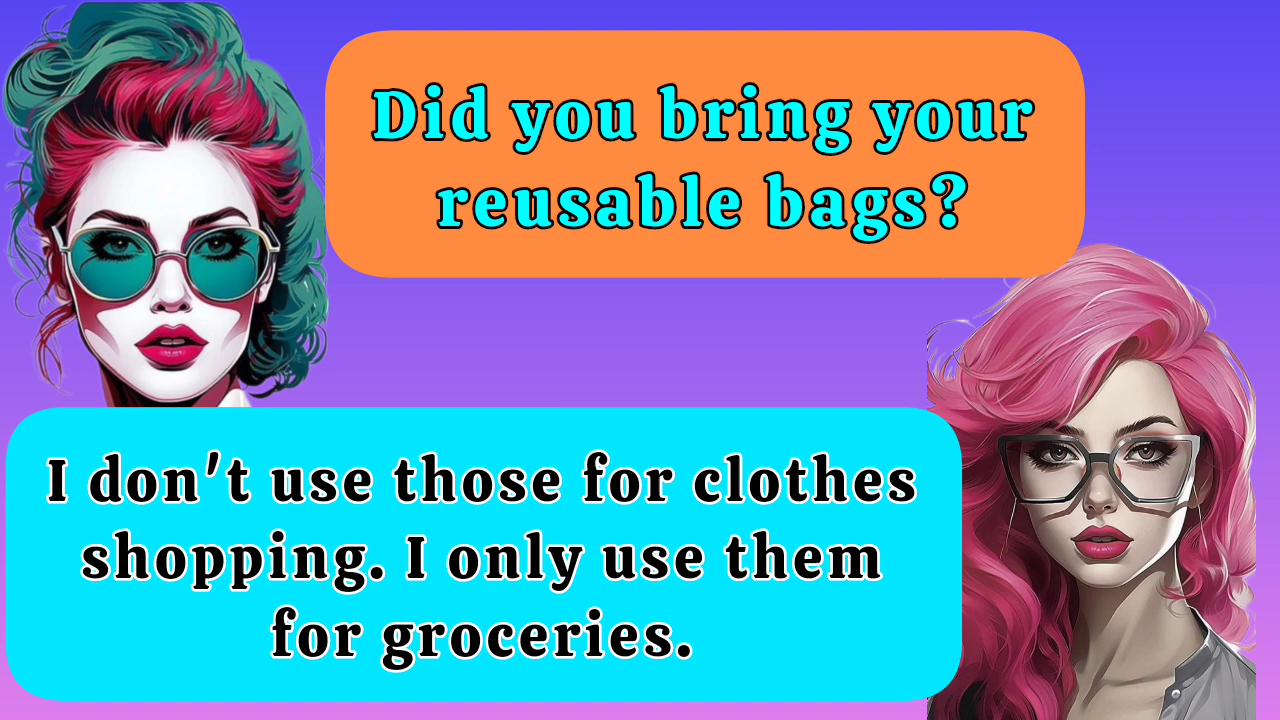 Did you bring your
reusable bags?
I don't use those for clothes
shopping. I only use them
for groceries.